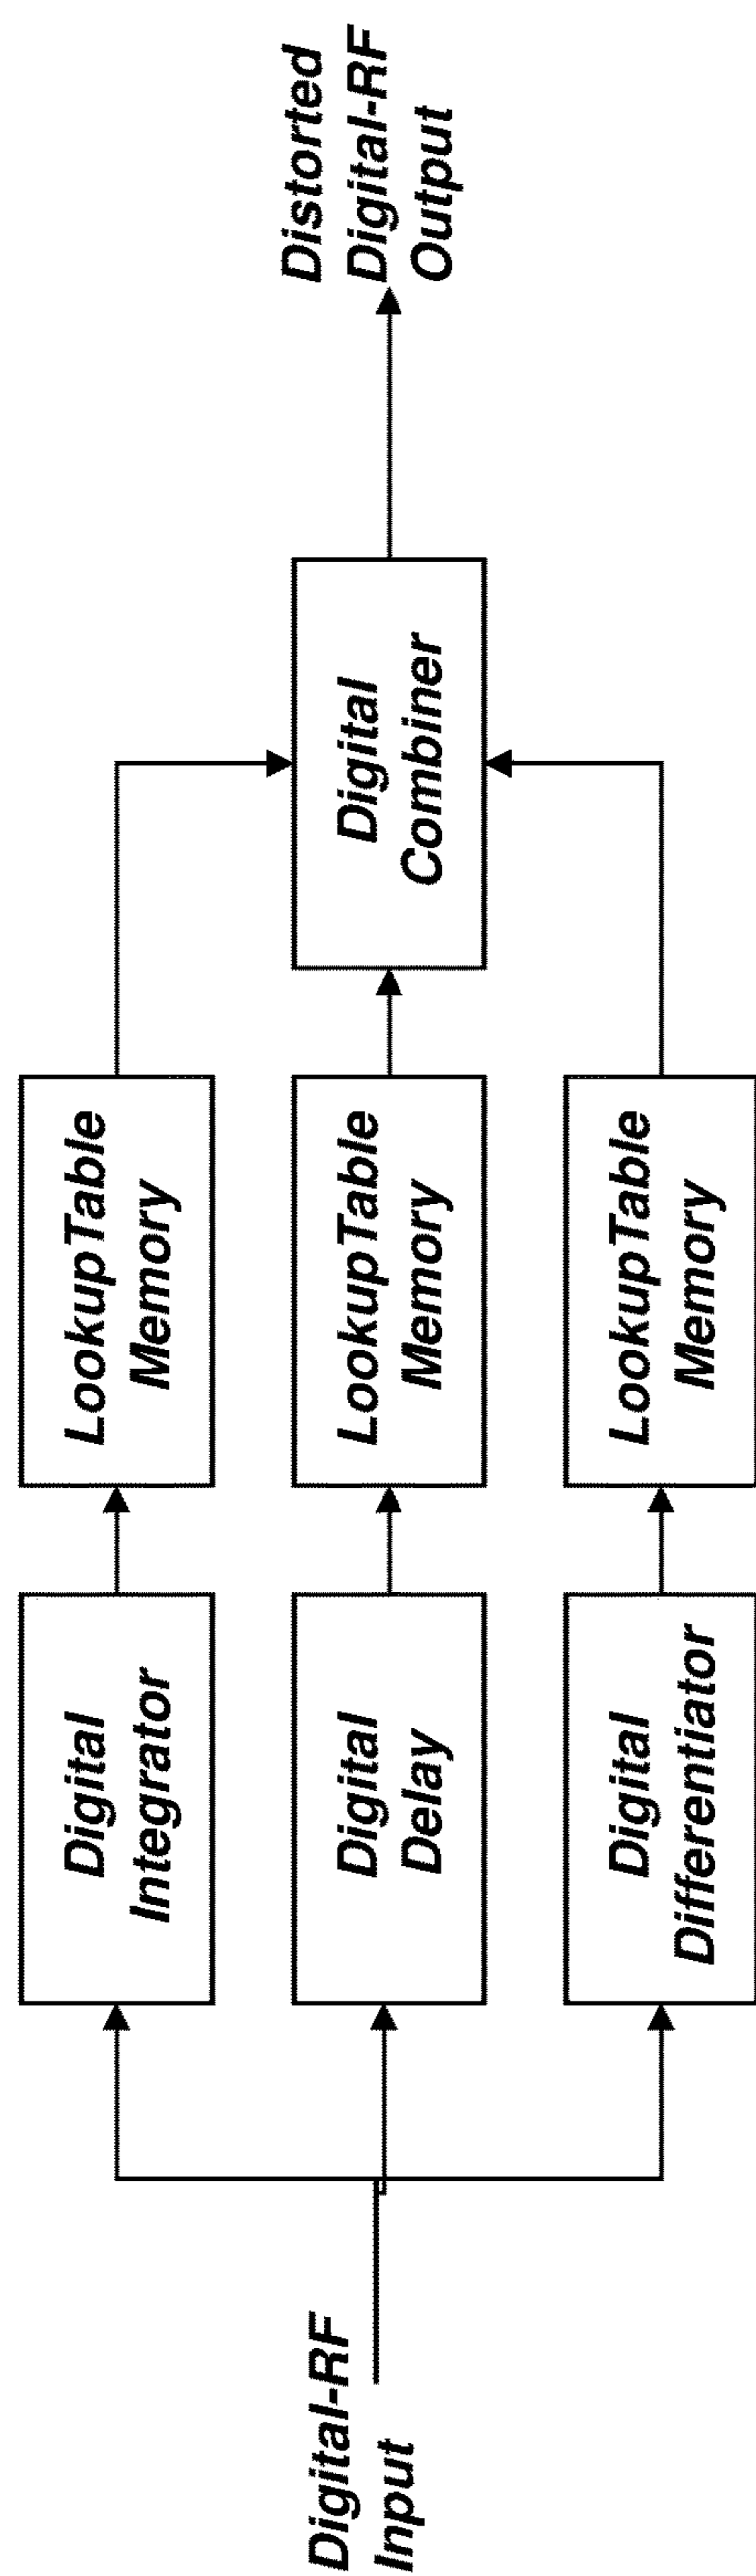 Digital-RF
Input
Digital
Integrator
LookupTable
Memory
Digital
Delay
LookupTable
Memory
Digital
Differentiator
LookupTable
Memory
Digital
Combiner
Distorted
Digital-RF
Output